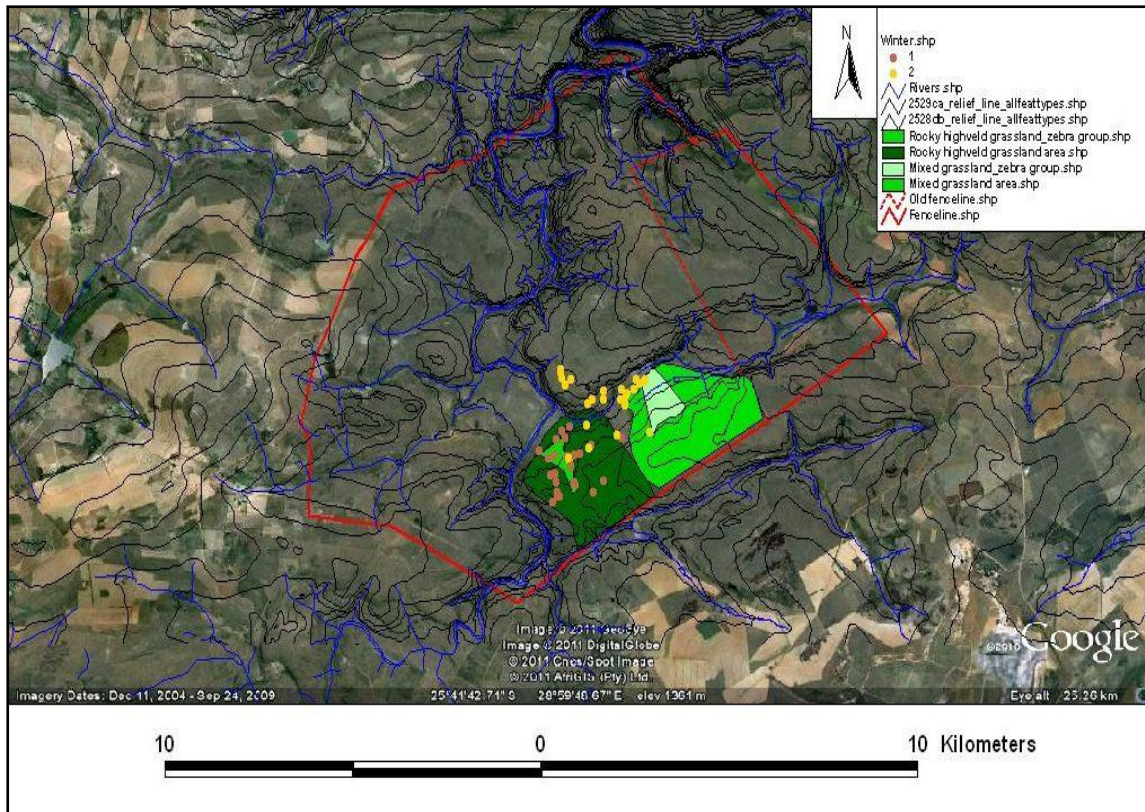 N
Winter.shp
1
2
Rivers.shp
2529ca_relief_line_allfeattypes.shp
2528db_relief_line_allfeattypes.shp
Rocky highveld grassland_zebra group.shp
Rocky highveld grassland area.shp
Mixed grassland_zebra group.shp
Mixed grassland area.shp
Oldfenceline.shp
Fenceline.shp
Image © 2011 GeoEye
Image © 2011 DigitalGlobe
© 2011 Cnes/Spot Image
© 2011 AfriGIS (Pty) Ltd.
©2010 Google
Imagery Dates: Dec 11, 2004 - Sep 24, 2009 25°41'42.71" S 28°59'48.67" E elev 1361 m Eye alt 25.26 km
10 0 10 Kilometers